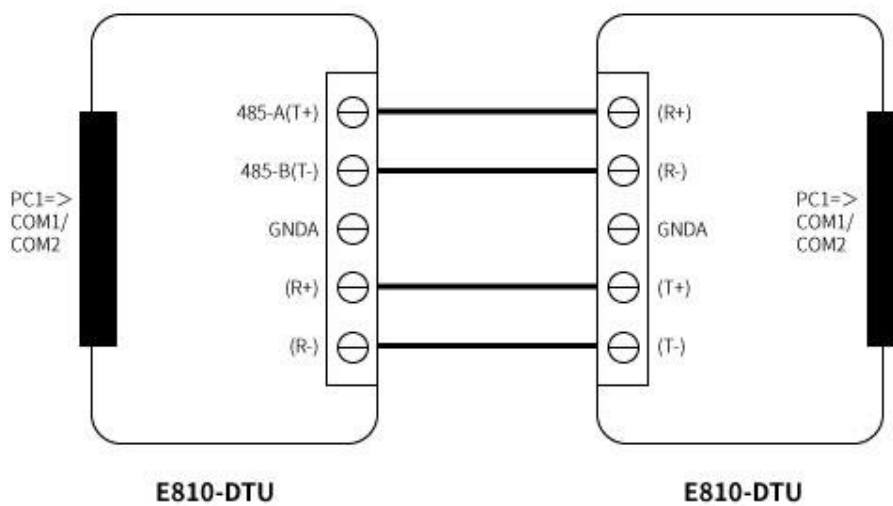 485-A(T+)
(R+)
485-B(T-)
(R-)
PC1=>
COM1/
COM2
GNDA
GNDA
PC1=>
COM1/
COM2
(R+)
(T+)
(R-)
(T-)
E810-DTU
E810-DTU